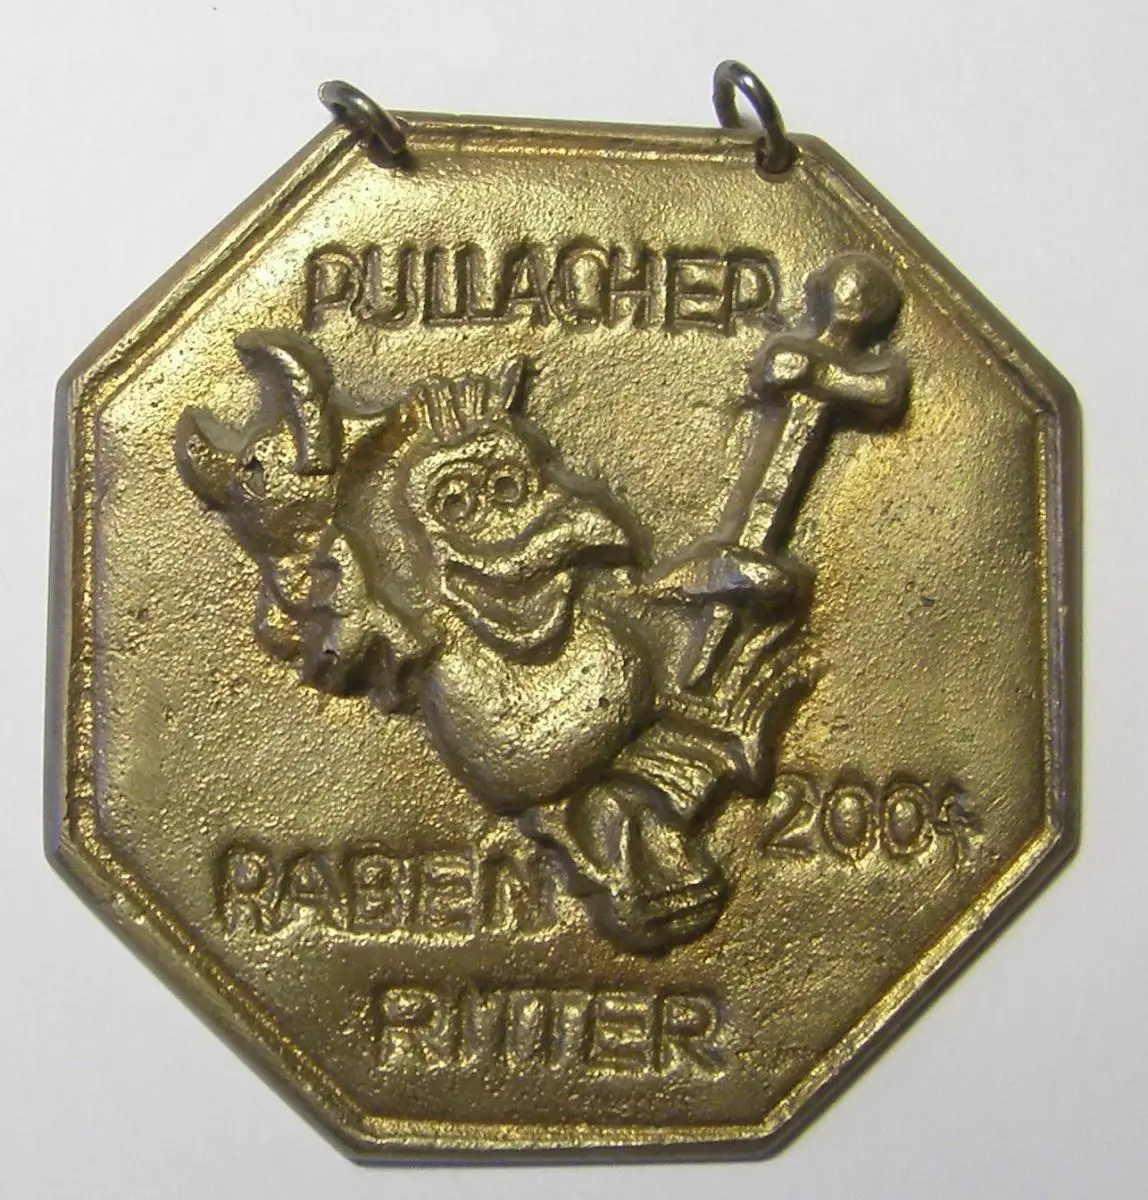 PULLACHER
2004
RABEN
RITTER